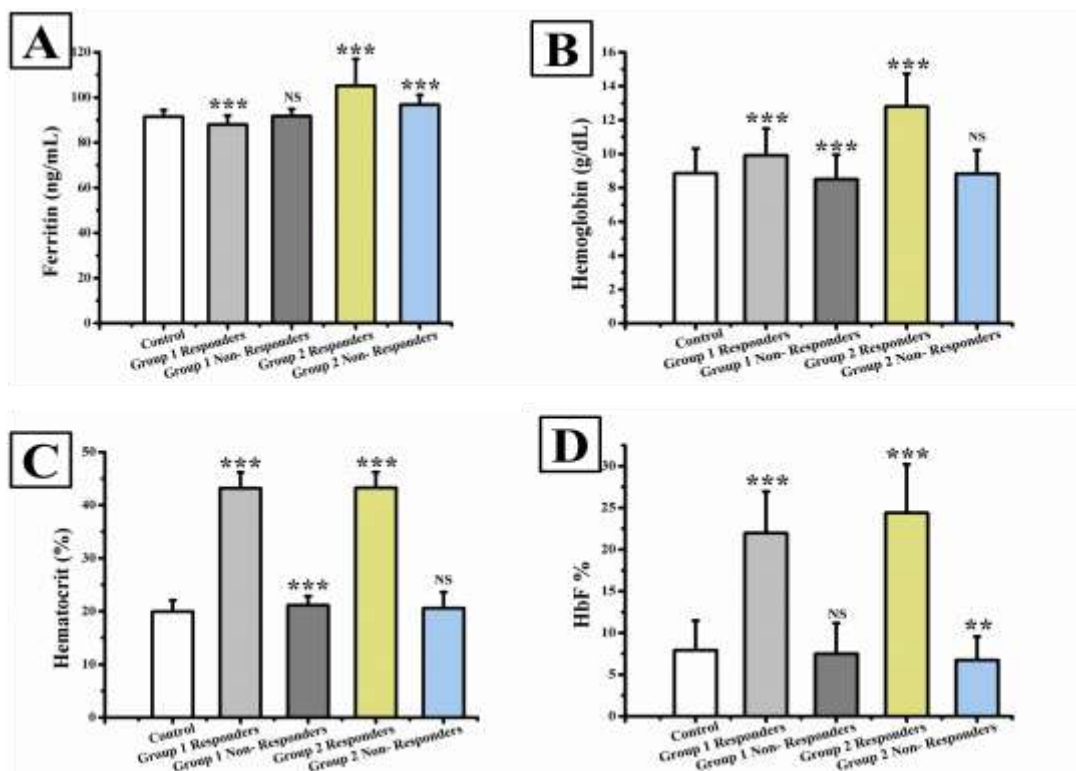 A
Ferritin (ng/mL)
120
100
80
60
40
20
0
***
NS
***
***
Control
Group 1 Responders
Group 1 Non- Responders
Group 2 Responders
Group 2 Non- Responders
B
Hemoglobin (g/dL)
16
14
12
10
8
6
4
2
0
***
***
***
NS
Control
Group 1 Responders
Group 1 Non- Responders
Group 2 Responders
Group 2 Non- Responders
C
Hematocrit (%)
50
40
30
20
10
0
***
***
***
NS
Control
Group 1 Responders
Group 1 Non- Responders
Group 2 Responders
Group 2 Non- Responders
D
HbF %
30
25
20
15
10
5
0
***
NS
***
**
Control
Group 1 Responders
Group 1 Non- Responders
Group 2 Responders
Group 2 Non- Responders